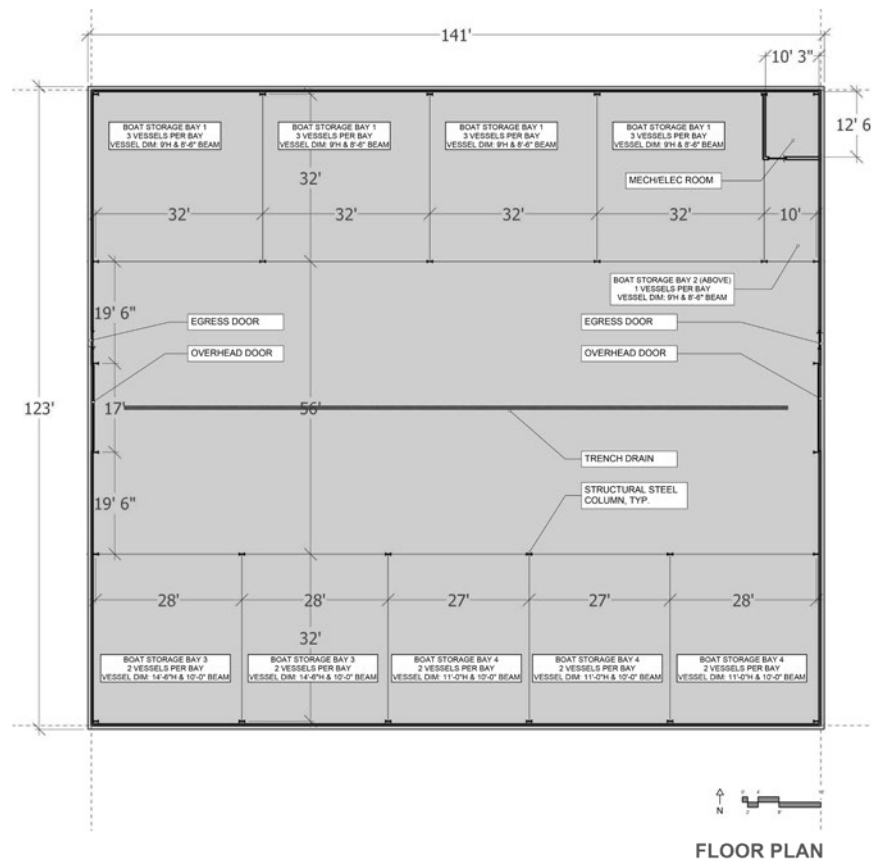 141'
10' 3"
12' 6
BOAT STORAGE BAY 1
3 VESSELS PER BAY
VESSEL DIM: 9'H & 8'-6" BEAM
BOAT STORAGE BAY 1
3 VESSELS PER BAY
VESSEL DIM: 9'H & 8'-6" BEAM
BOAT STORAGE BAY 1
3 VESSELS PER BAY
VESSEL DIM: 9'H & 8'-6" BEAM
BOAT STORAGE BAY 1
3 VESSELS PER BAY
VESSEL DIM: 9'H & 8'-6" BEAM
32'
MECH/ELEC ROOM
32'
32'
32'
32'
10'
BOAT STORAGE BAY 2 (ABOVE)
1 VESSELS PER BAY
VESSEL DIM: 9'H & 8'-6" BEAM
19' 6"
EGRESS DOOR
EGRESS DOOR
OVERHEAD DOOR
OVERHEAD DOOR
123'
17'
56'
TRENCH DRAIN
STRUCTURAL STEEL
COLUMN, TYP.
19' 6"
28'
28'
27'
27'
28'
32'
BOAT STORAGE BAY 3
2 VESSELS PER BAY
VESSEL DIM: 14'-6"H & 10'-0" BEAM
BOAT STORAGE BAY 3
2 VESSELS PER BAY
VESSEL DIM: 14'-6"H & 10'-0" BEAM
BOAT STORAGE BAY 4
2 VESSELS PER BAY
VESSEL DIM: 11'-0"H & 10'-0" BEAM
BOAT STORAGE BAY 4
2 VESSELS PER BAY
VESSEL DIM: 11'-0"H & 10'-0" BEAM
BOAT STORAGE BAY 4
2 VESSELS PER BAY
VESSEL DIM: 11'-0"H & 10'-0" BEAM
N
FLOOR PLAN